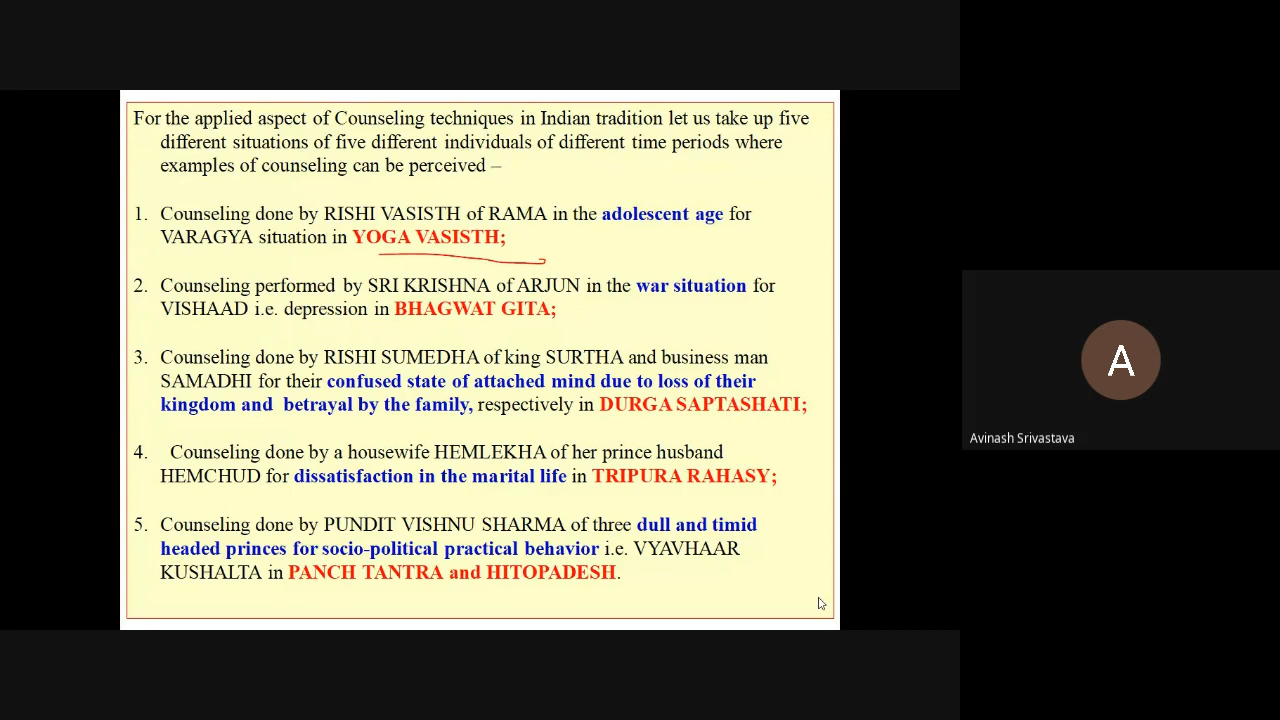 For the applied aspect of Counseling techniques in Indian tradition let us take up five
different situations of five different individuals of different time periods where
examples of counseling can be perceived –
1. Counseling done by RISHI VASISTH of RAMA in the adolescent age for
VARAGYA situation in YOGA VASISTH;
2. Counseling performed by SRI KRISHNA of ARJUN in the war situation for
VISHAAD i.e. depression in BHAGWAT GITA;
3. Counseling done by RISHI SUMEDHA of king SURTHA and business man
SAMADHI for their confused state of attached mind due to loss of their
kingdom and betrayal by the family, respectively in DURGA SAPTASHATI;
4. Counseling done by a housewife HEMLEKHA of her prince husband
HEMCHUD for dissatisfaction in the marital life in TRIPURA RAHASY;
5. Counseling done by PUNDIT VISHNU SHARMA of three dull and timid
headed princes for socio-political practical behavior i.e. VYAVHAAR
KUSHALTA in PANCH TANTRA and HITOPADESH.
A
Avinash Srivastava